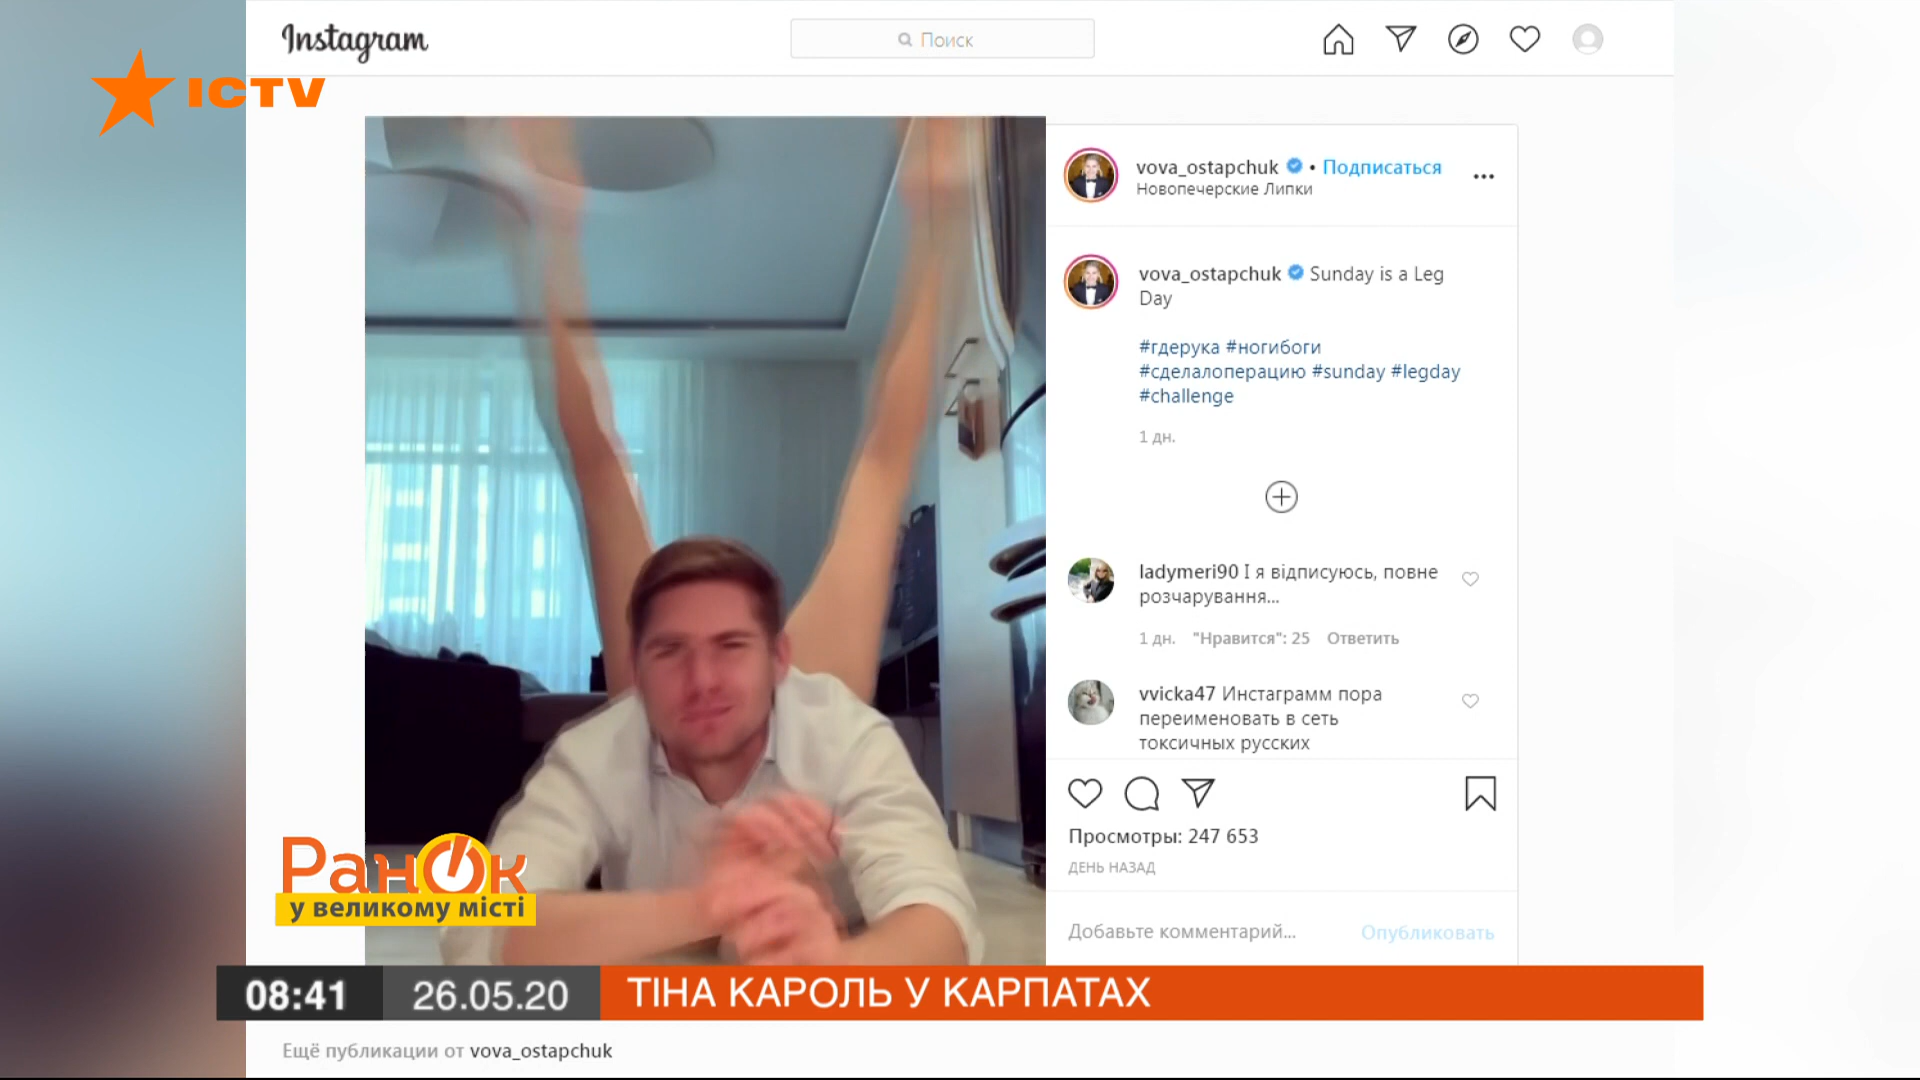 Instagram
Поиск
ICTV
vova_ostapchuk • Подписаться
Новопечерские Липки
vova_ostapchuk Sunday is a Leg
Day
#гдерука #ногибоги
#сделалоперацию #sunday #legday
#challenge
1 дн.
ladymeri90 І я відписуюсь, повне
розчарування...
1 дн. "Нравится": 25 Ответить
vvicka47 Инстаграмм пора
переименовать в сеть
токсичных русских
Просмотры: 247 653
ДЕНЬ НАЗАД
Добавьте комментарий... Опубликовать
РанОк
у великому місті
08:41 26.05.20 ТІНА КАРОЛЬ У КАРПАТАХ
Ещё публикации от vova_ostapchuk